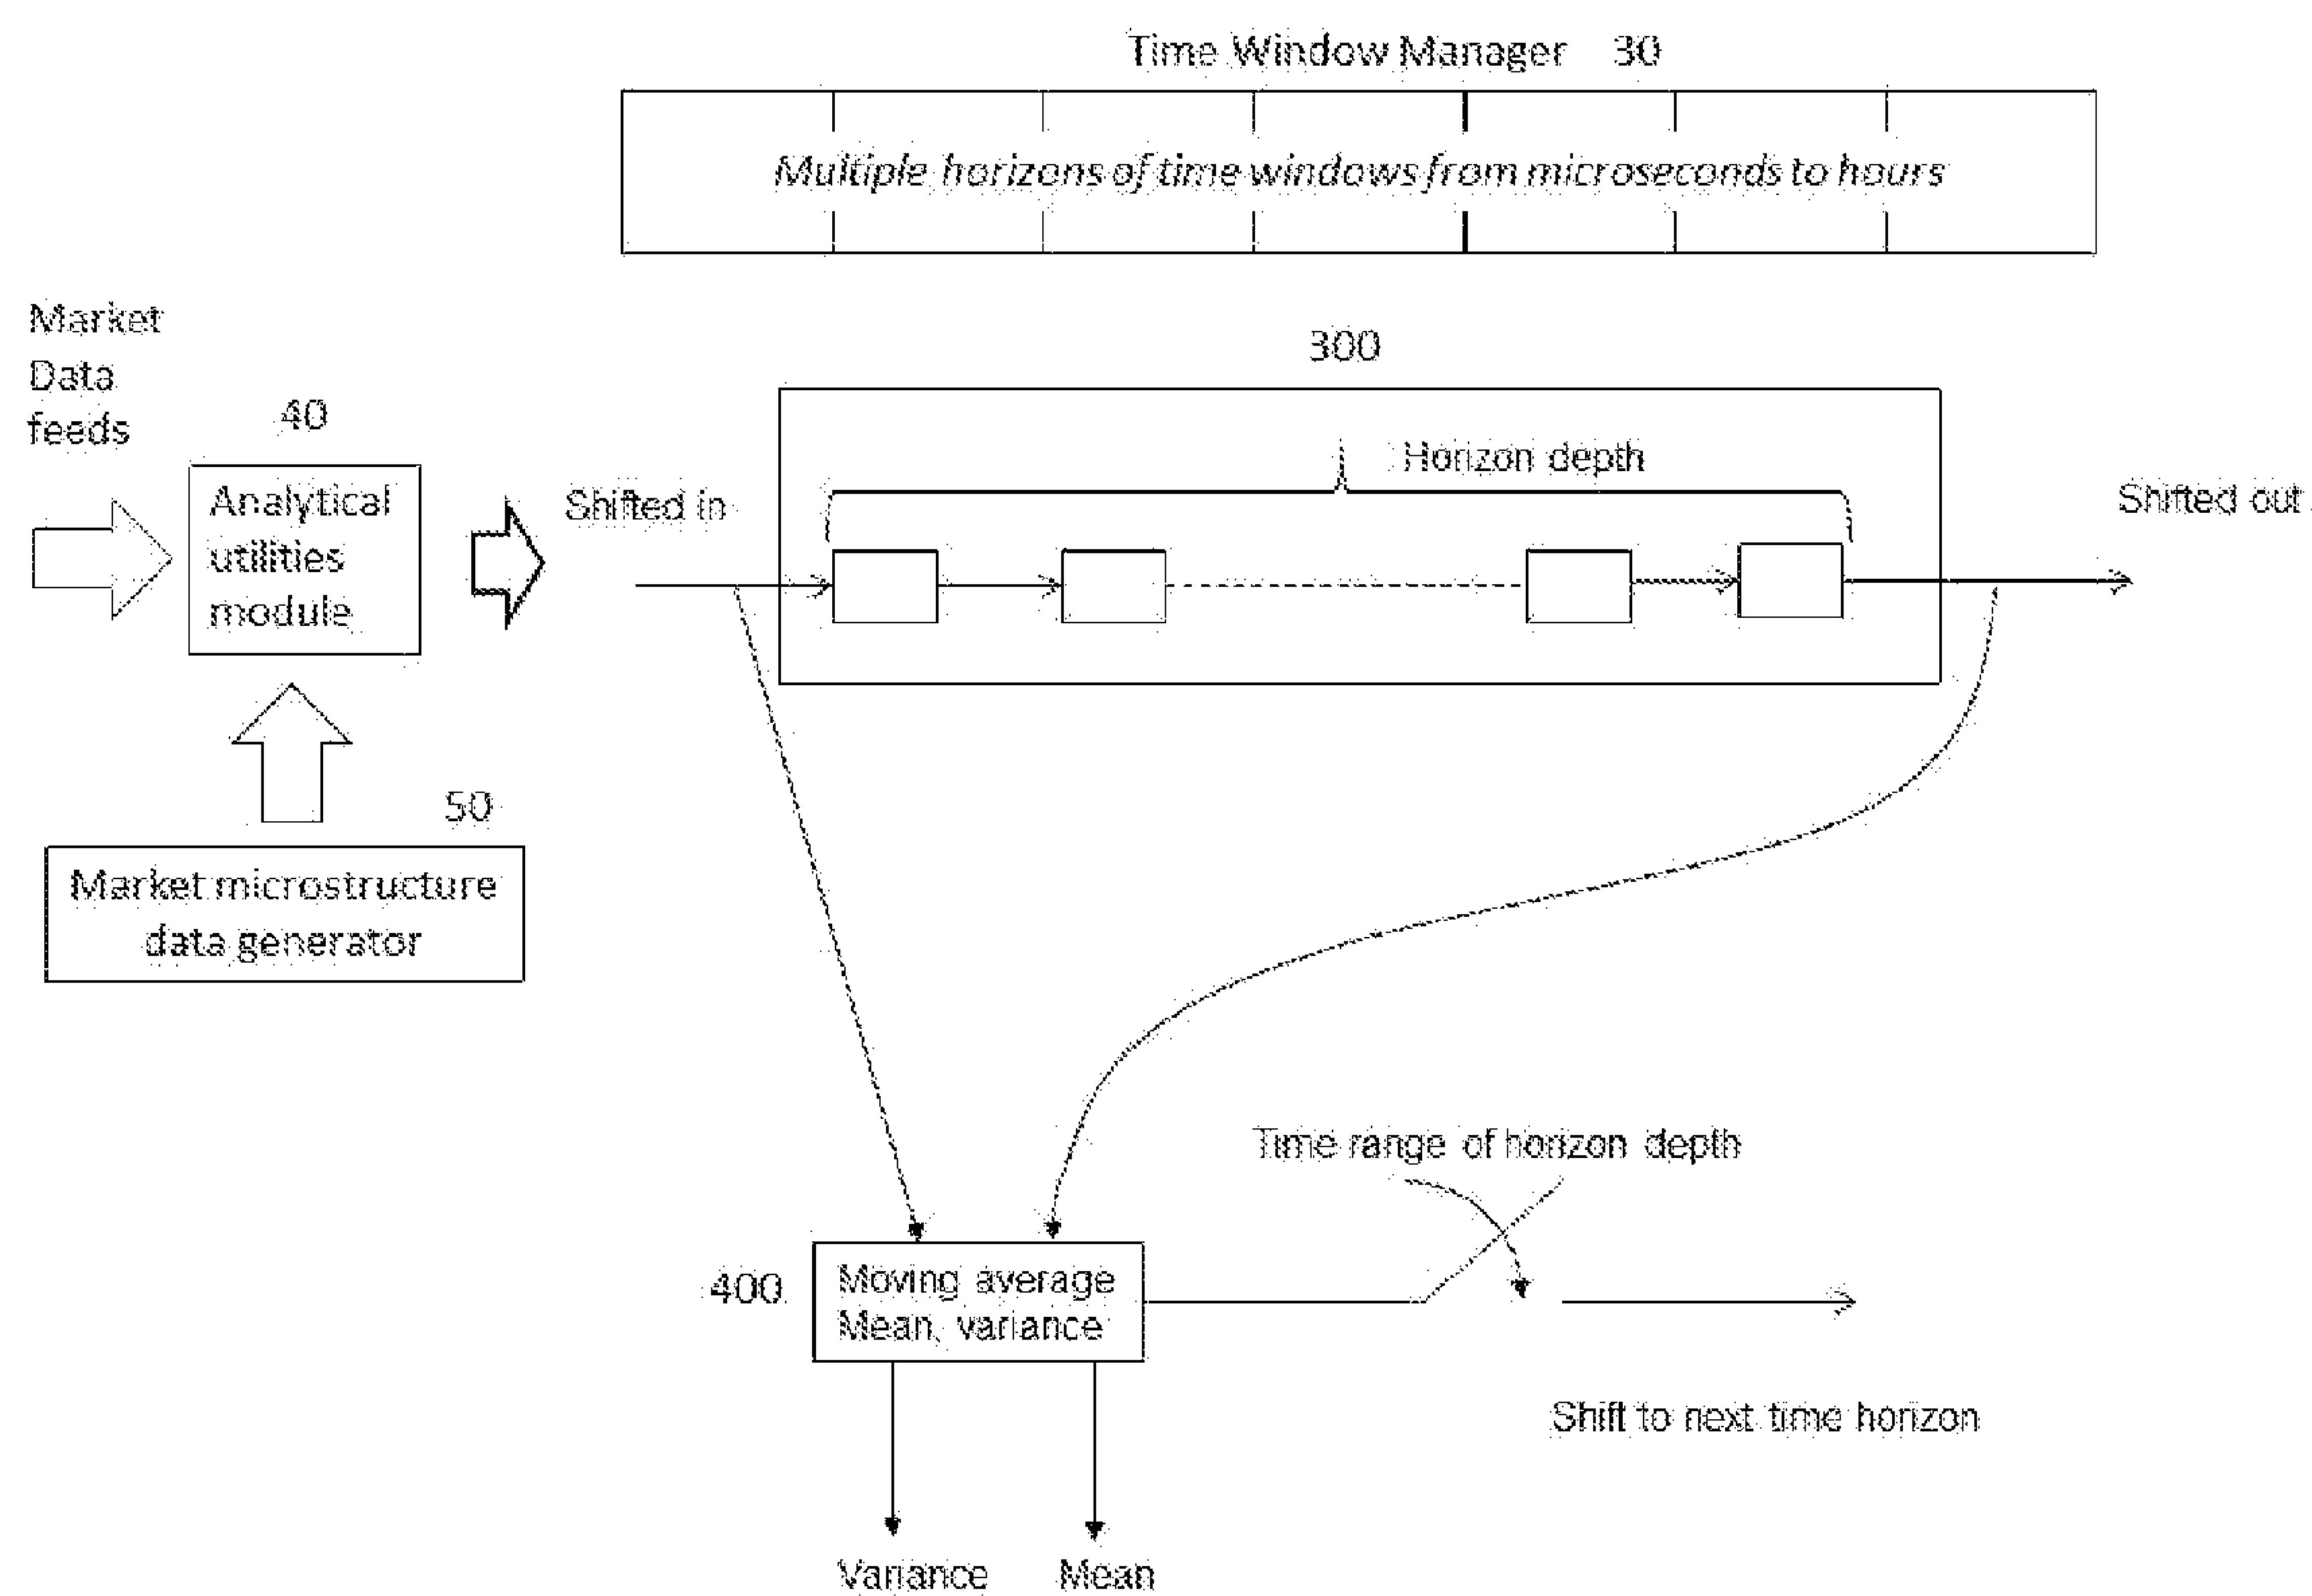 Time Window Manager 30
Multiple horizons of time windows from microseconds to hours
Market
Data
feeds
40
Analytical
utilities
module
50
Market microstructure
data generator
300
Horizon depth
Shifted in
Shifted out
Time range of horizon depth
400
Moving average
Mean, variance
Shift to next time horizon
Variance
Mean